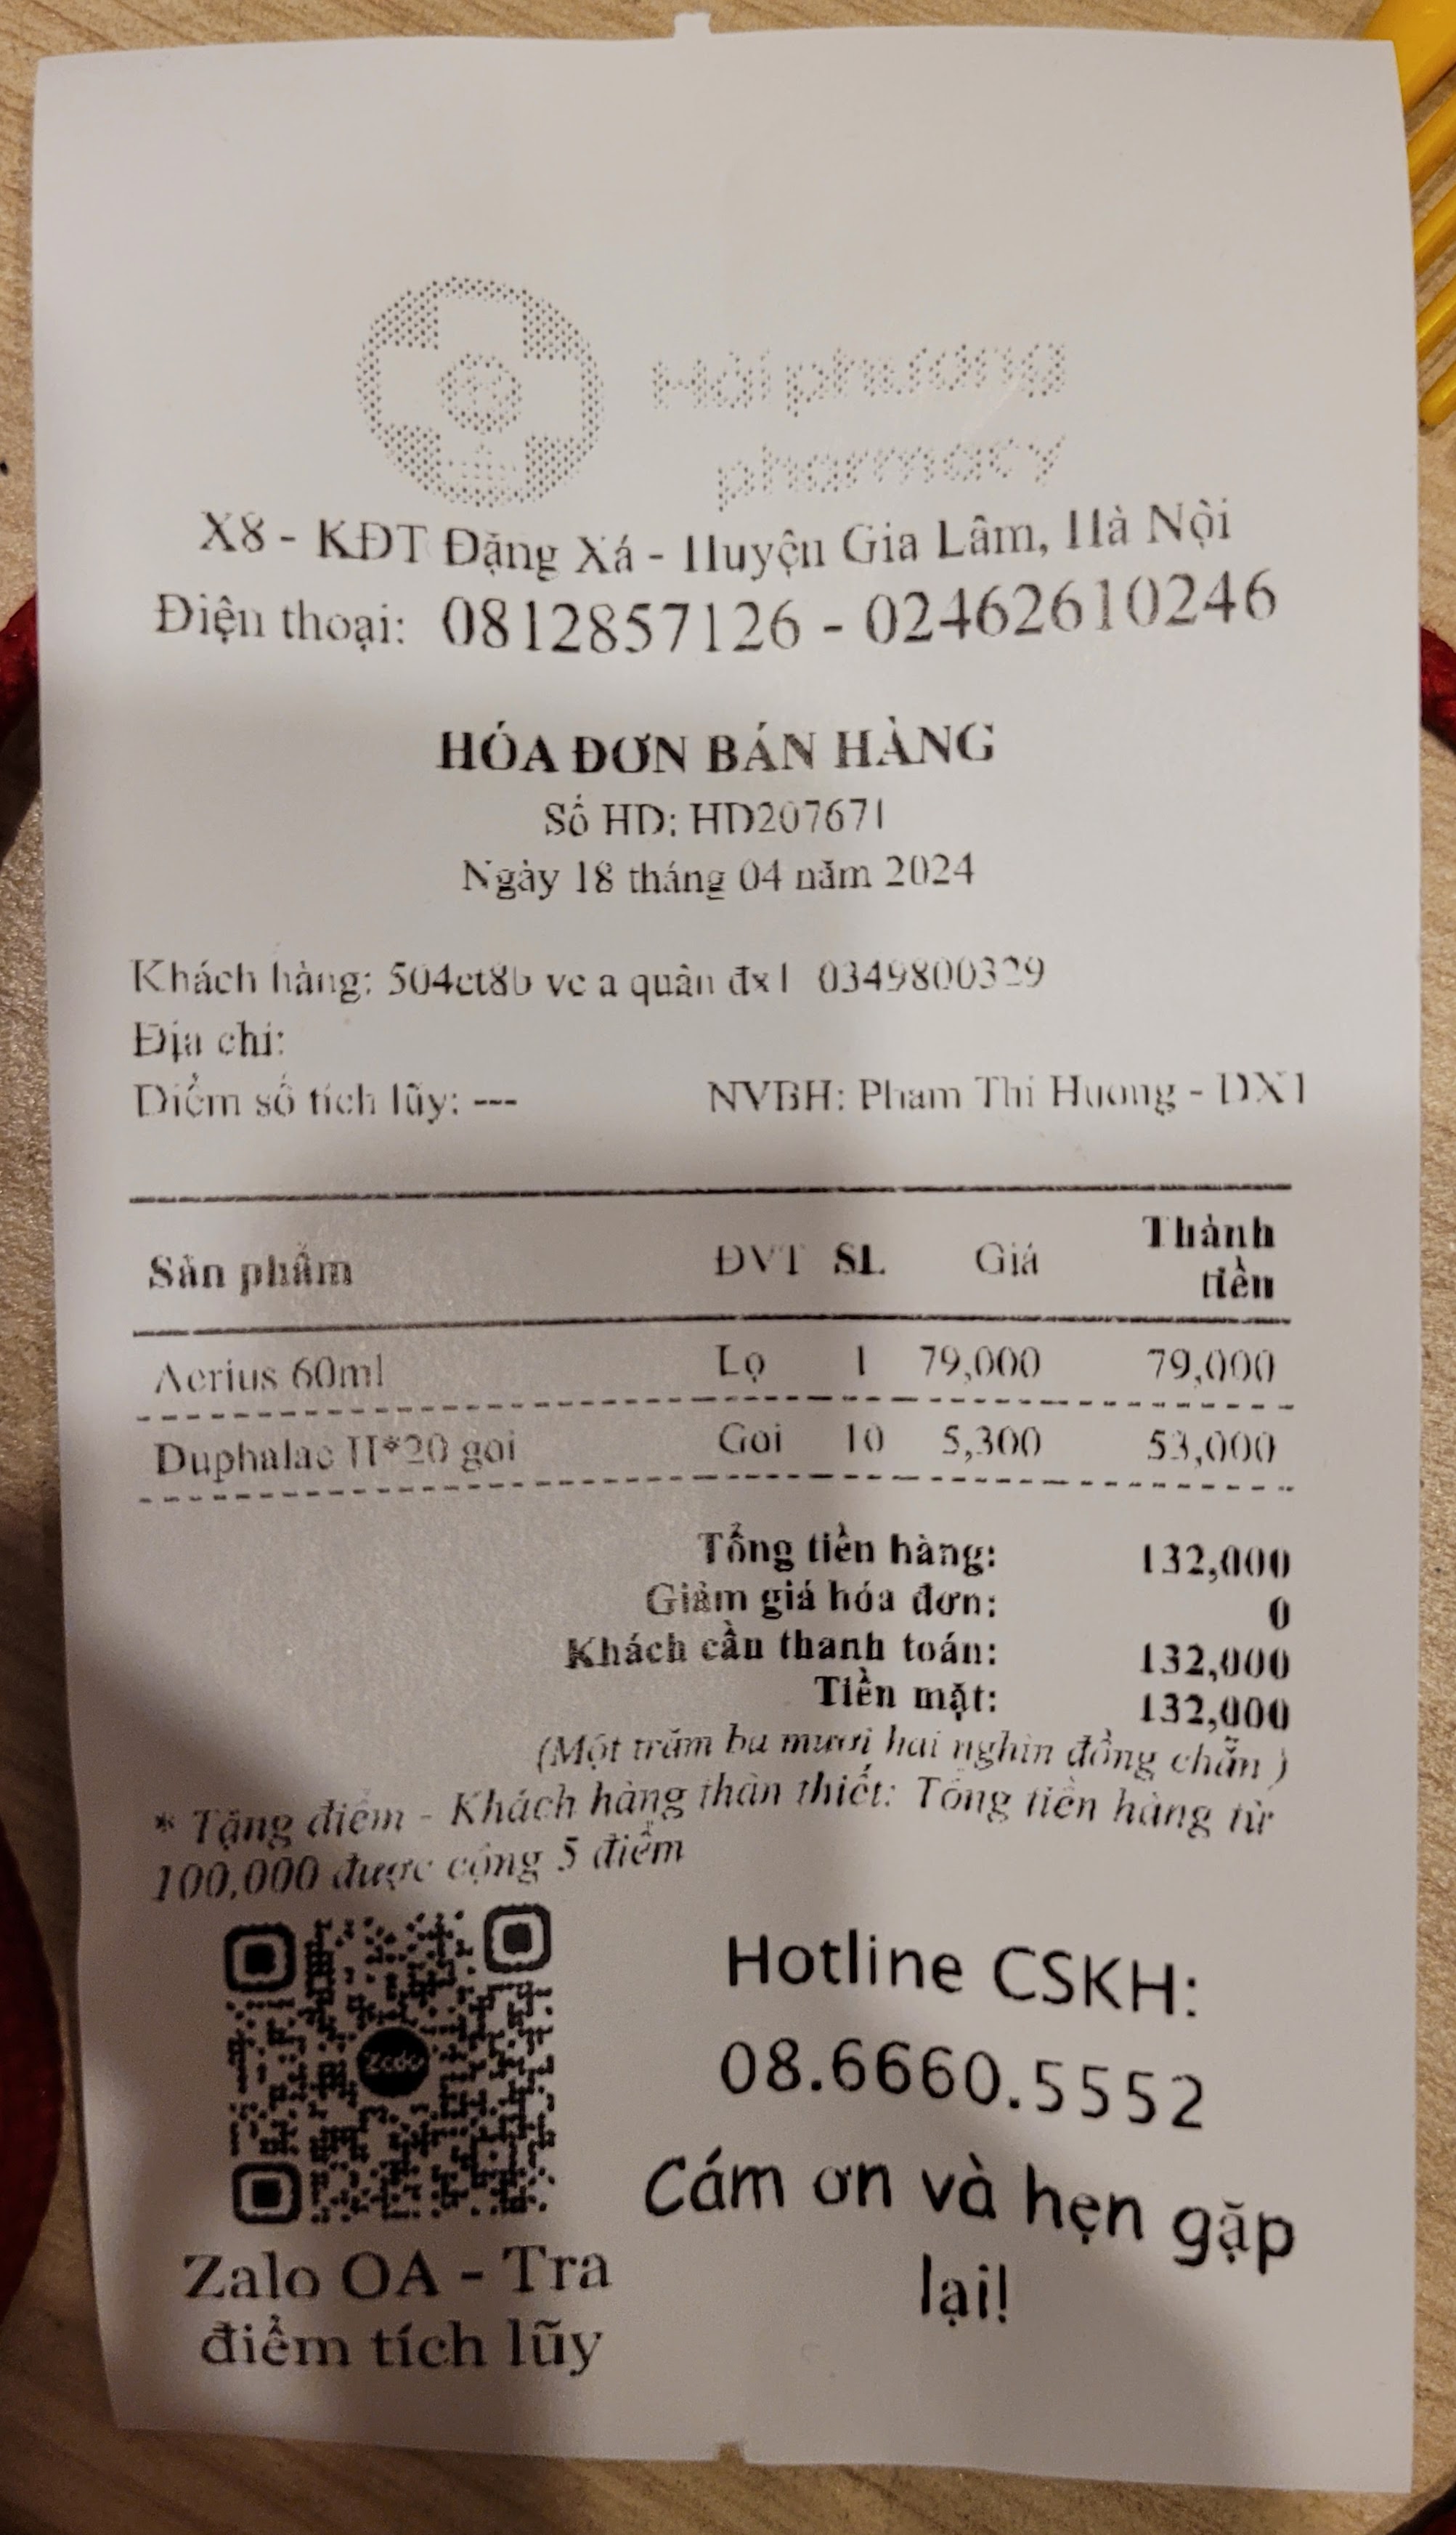 Hải phương
pharmacy
X8 - KĐT Đặng Xá - Huyện Gia Lâm, Hà Nội
Điện thoại: 0812857126 - 02462610246
HÓA ĐƠN BÁN HÀNG
Số HD: HD207671
Ngày 18 tháng 04 năm 2024
Khách hàng: 504ct8b vc a quân đx1 0349800329
Địa chỉ:
Điểm số tích lũy: ---
NVBH: Pham Thi Huong - DX1
Sản phẩm ĐVT SL Giá Thành tiền
Aerius 60ml Lọ 1 79,000 79,000
Duphalac H*20 goi Goi 10 5,300 53,000
Tổng tiền hàng: 132,000
Giảm giá hóa đơn: 0
Khách cần thanh toán: 132,000
Tiền mặt: 132,000
(Một trăm ba mươi hai nghìn đồng chẵn )
* Tặng điểm - Khách hàng thân thiết: Tổng tiền hàng từ
100,000 được cộng 5 điểm
Zalo
Zalo OA - Tra
điểm tích lũy
Hotline CSKH:
08.6660.5552
Cám ơn và hẹn gặp
lại!